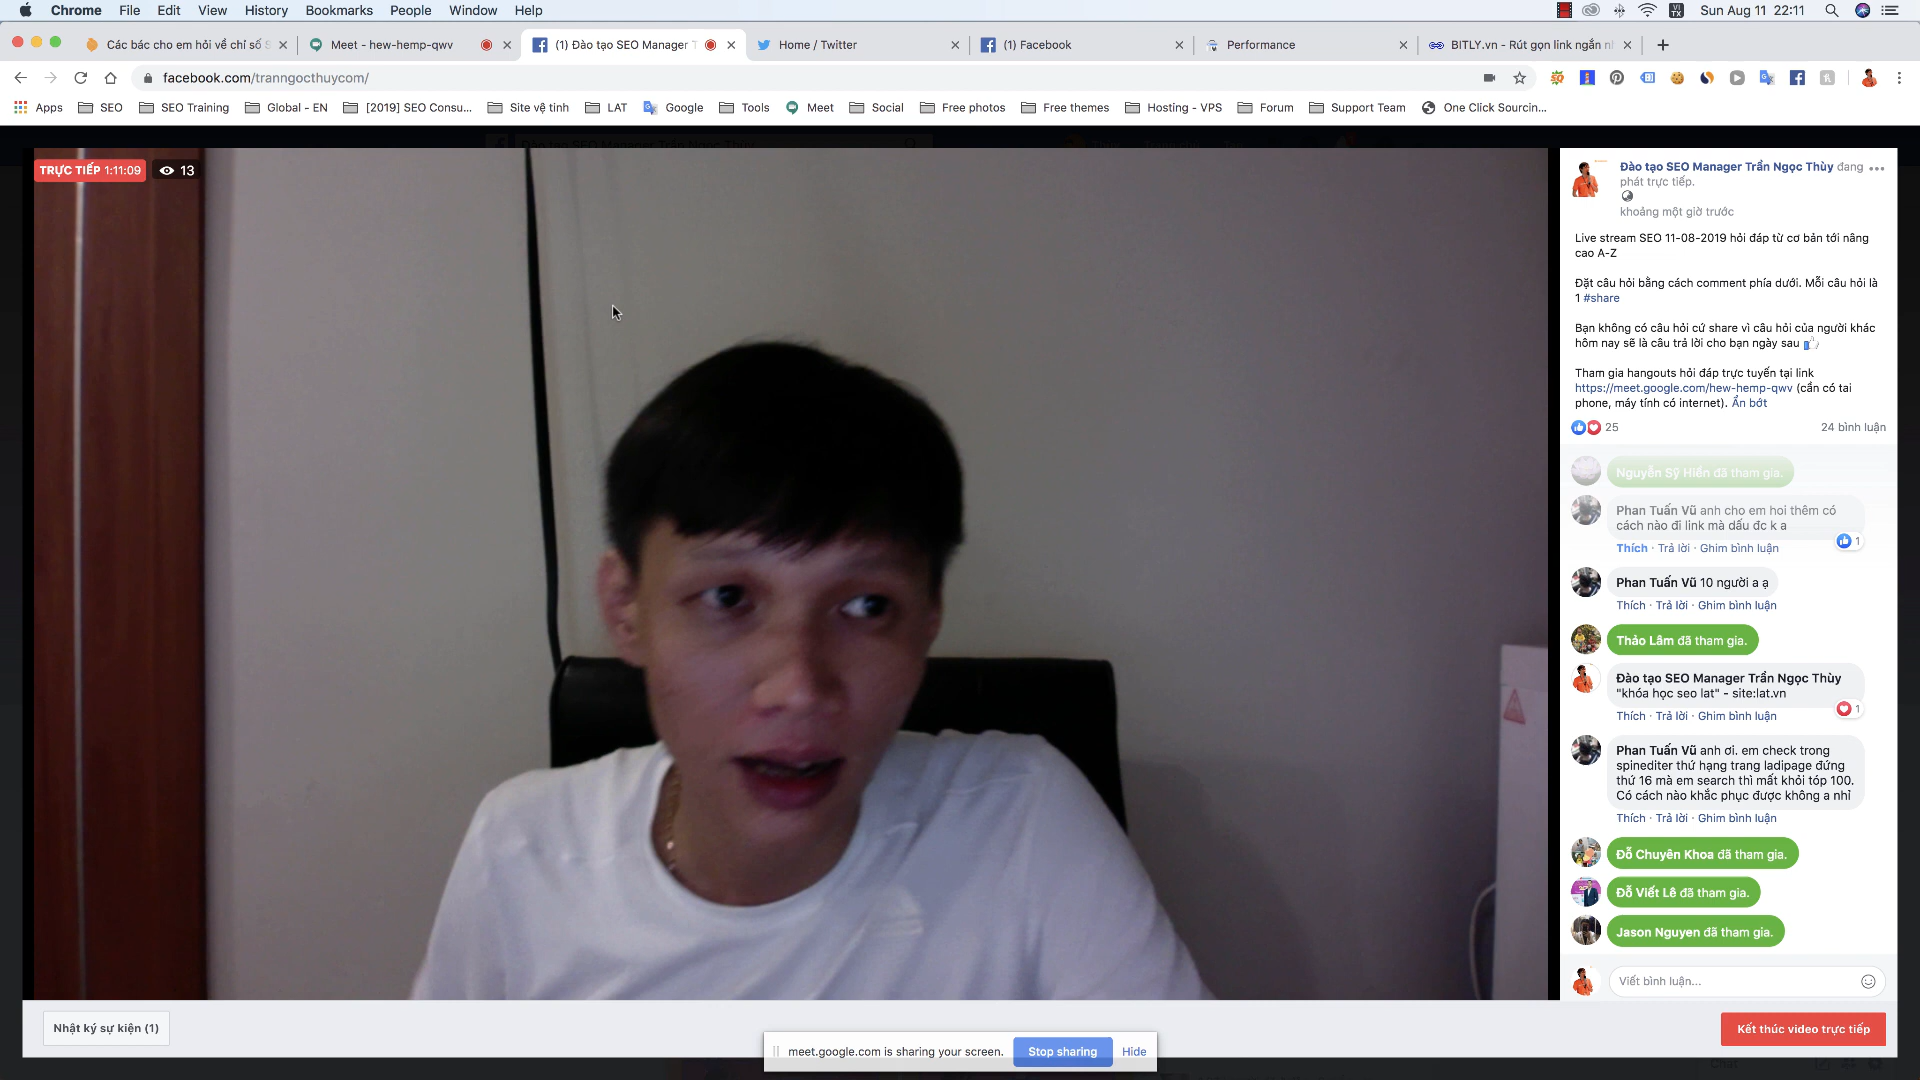 Chrome File Edit View History Bookmarks People Window Help
VI TX Sun Aug 11 22:11
Các bác cho em hỏi về chỉ số S
Meet - hew-hemp-qwv
(1) Đào tạo SEO Manager T
Home / Twitter
(1) Facebook
Performance
BITLY.vn - Rút gọn link ngắn nh
facebook.com/tranngocthuycom/
Apps SEO SEO Training Global - EN [2019] SEO Consu... Site vệ tinh LAT Google Tools Meet Social Free photos Free themes Hosting - VPS Forum Support Team One Click Sourcin...
TRỰC TIẾP 1:11:09 13
Đào tạo SEO Manager Trần Ngọc Thùy đang
phát trực tiếp.
khoảng một giờ trước
Live stream SEO 11-08-2019 hỏi đáp từ cơ bản tới nâng
cao A-Z
Đặt câu hỏi bằng cách comment phía dưới. Mỗi câu hỏi là
1 #share
Bạn không có câu hỏi cứ share vì câu hỏi của người khác
hôm nay sẽ là câu trả lời cho bạn ngày sau
Tham gia hangouts hỏi đáp trực tuyến tại link
https://meet.google.com/hew-hemp-qwv (cần có tai
phone, máy tính có internet). Ẩn bớt
25 24 bình luận
Nguyễn Sỹ Hiền đã tham gia.
Phan Tuấn Vũ anh cho em hoi thêm có
cách nào đi link mà dấu đc k a
1
Thích · Trả lời · Ghim bình luận
Phan Tuấn Vũ 10 người a ạ
Thích · Trả lời · Ghim bình luận
Thảo Lâm đã tham gia.
Đào tạo SEO Manager Trần Ngọc Thùy
"khóa học seo lat" - site:lat.vn
1
Thích · Trả lời · Ghim bình luận
Phan Tuấn Vũ anh ơi. em check trong
spinediter thứ hạng trang ladipage đứng
thứ 16 mà em search thì mất khỏi tóp 100.
Có cách nào khắc phục được không a nhỉ
Thích · Trả lời · Ghim bình luận
Đỗ Chuyên Khoa đã tham gia.
Đỗ Viết Lê đã tham gia.
Jason Nguyen đã tham gia.
Viết bình luận...
Nhật ký sự kiện (1)
Kết thúc video trực tiếp
meet.google.com is sharing your screen. Stop sharing Hide